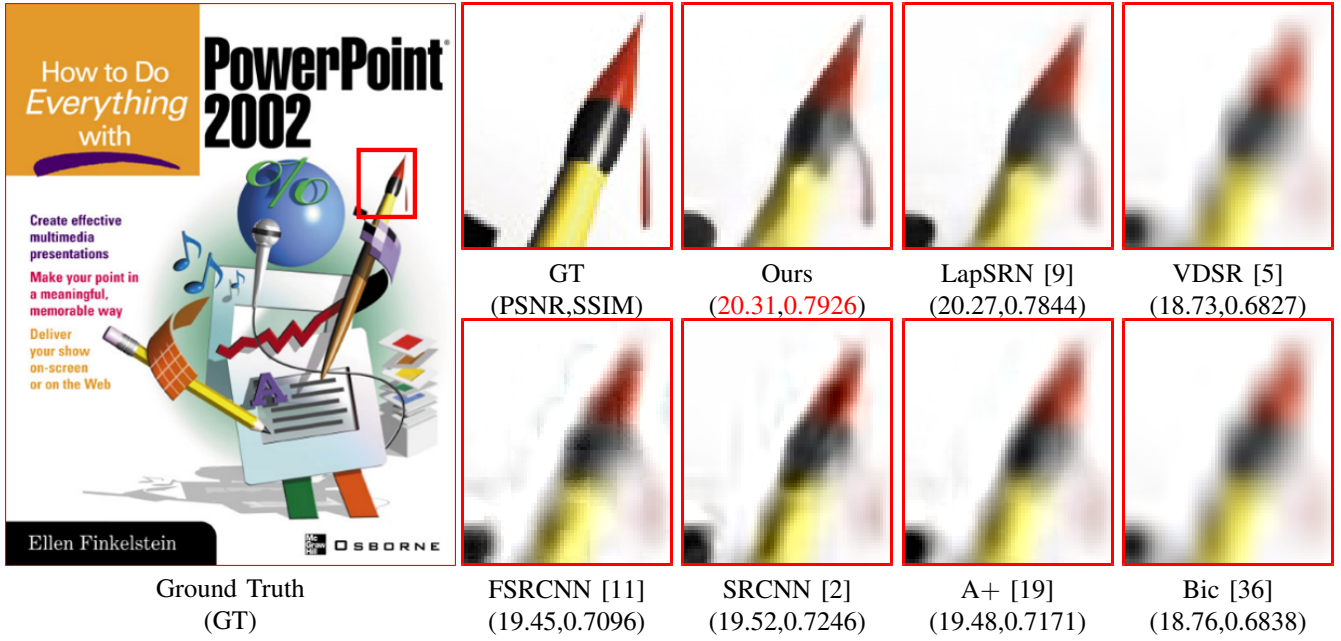 How to Do
Everything
with
PowerPoint®
2002
Create effective
multimedia
presentations
Make your point in
a meaningful,
memorable way
Deliver
your show
on-screen
or on the Web
%
A
Ellen Finkelstein
Mc
Graw
Hill
OSBORNE
Ground Truth
(GT)
GT
(PSNR,SSIM)
Ours
(20.31,0.7926)
LapSRN [9]
(20.27,0.7844)
VDSR [5]
(18.73,0.6827)
FSRCNN [11]
(19.45,0.7096)
SRCNN [2]
(19.52,0.7246)
A+ [19]
(19.48,0.7171)
Bic [36]
(18.76,0.6838)